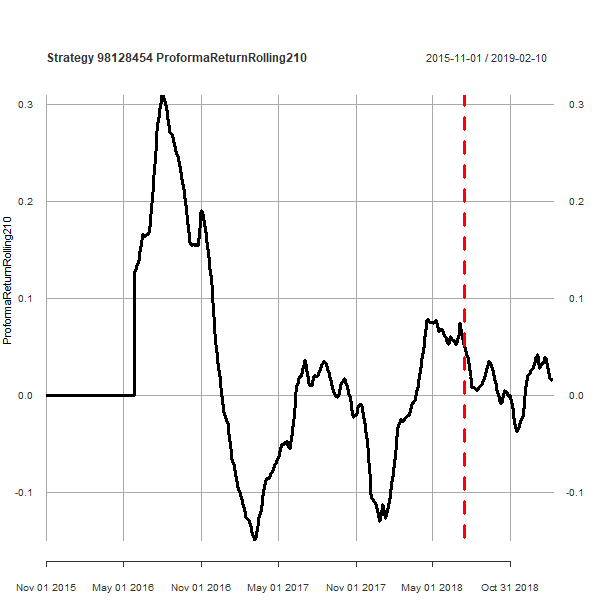 Strategy 98128454 ProformaReturnRolling210
2015-11-01 / 2019-02-10
ProformaReturnRolling210
0.3 0.3
0.2 0.2
0.1 0.1
0.0 0.0
-0.1 -0.1
Nov 01 2015 May 01 2016 Nov 01 2016 May 01 2017 Nov 01 2017 May 01 2018 Oct 31 2018